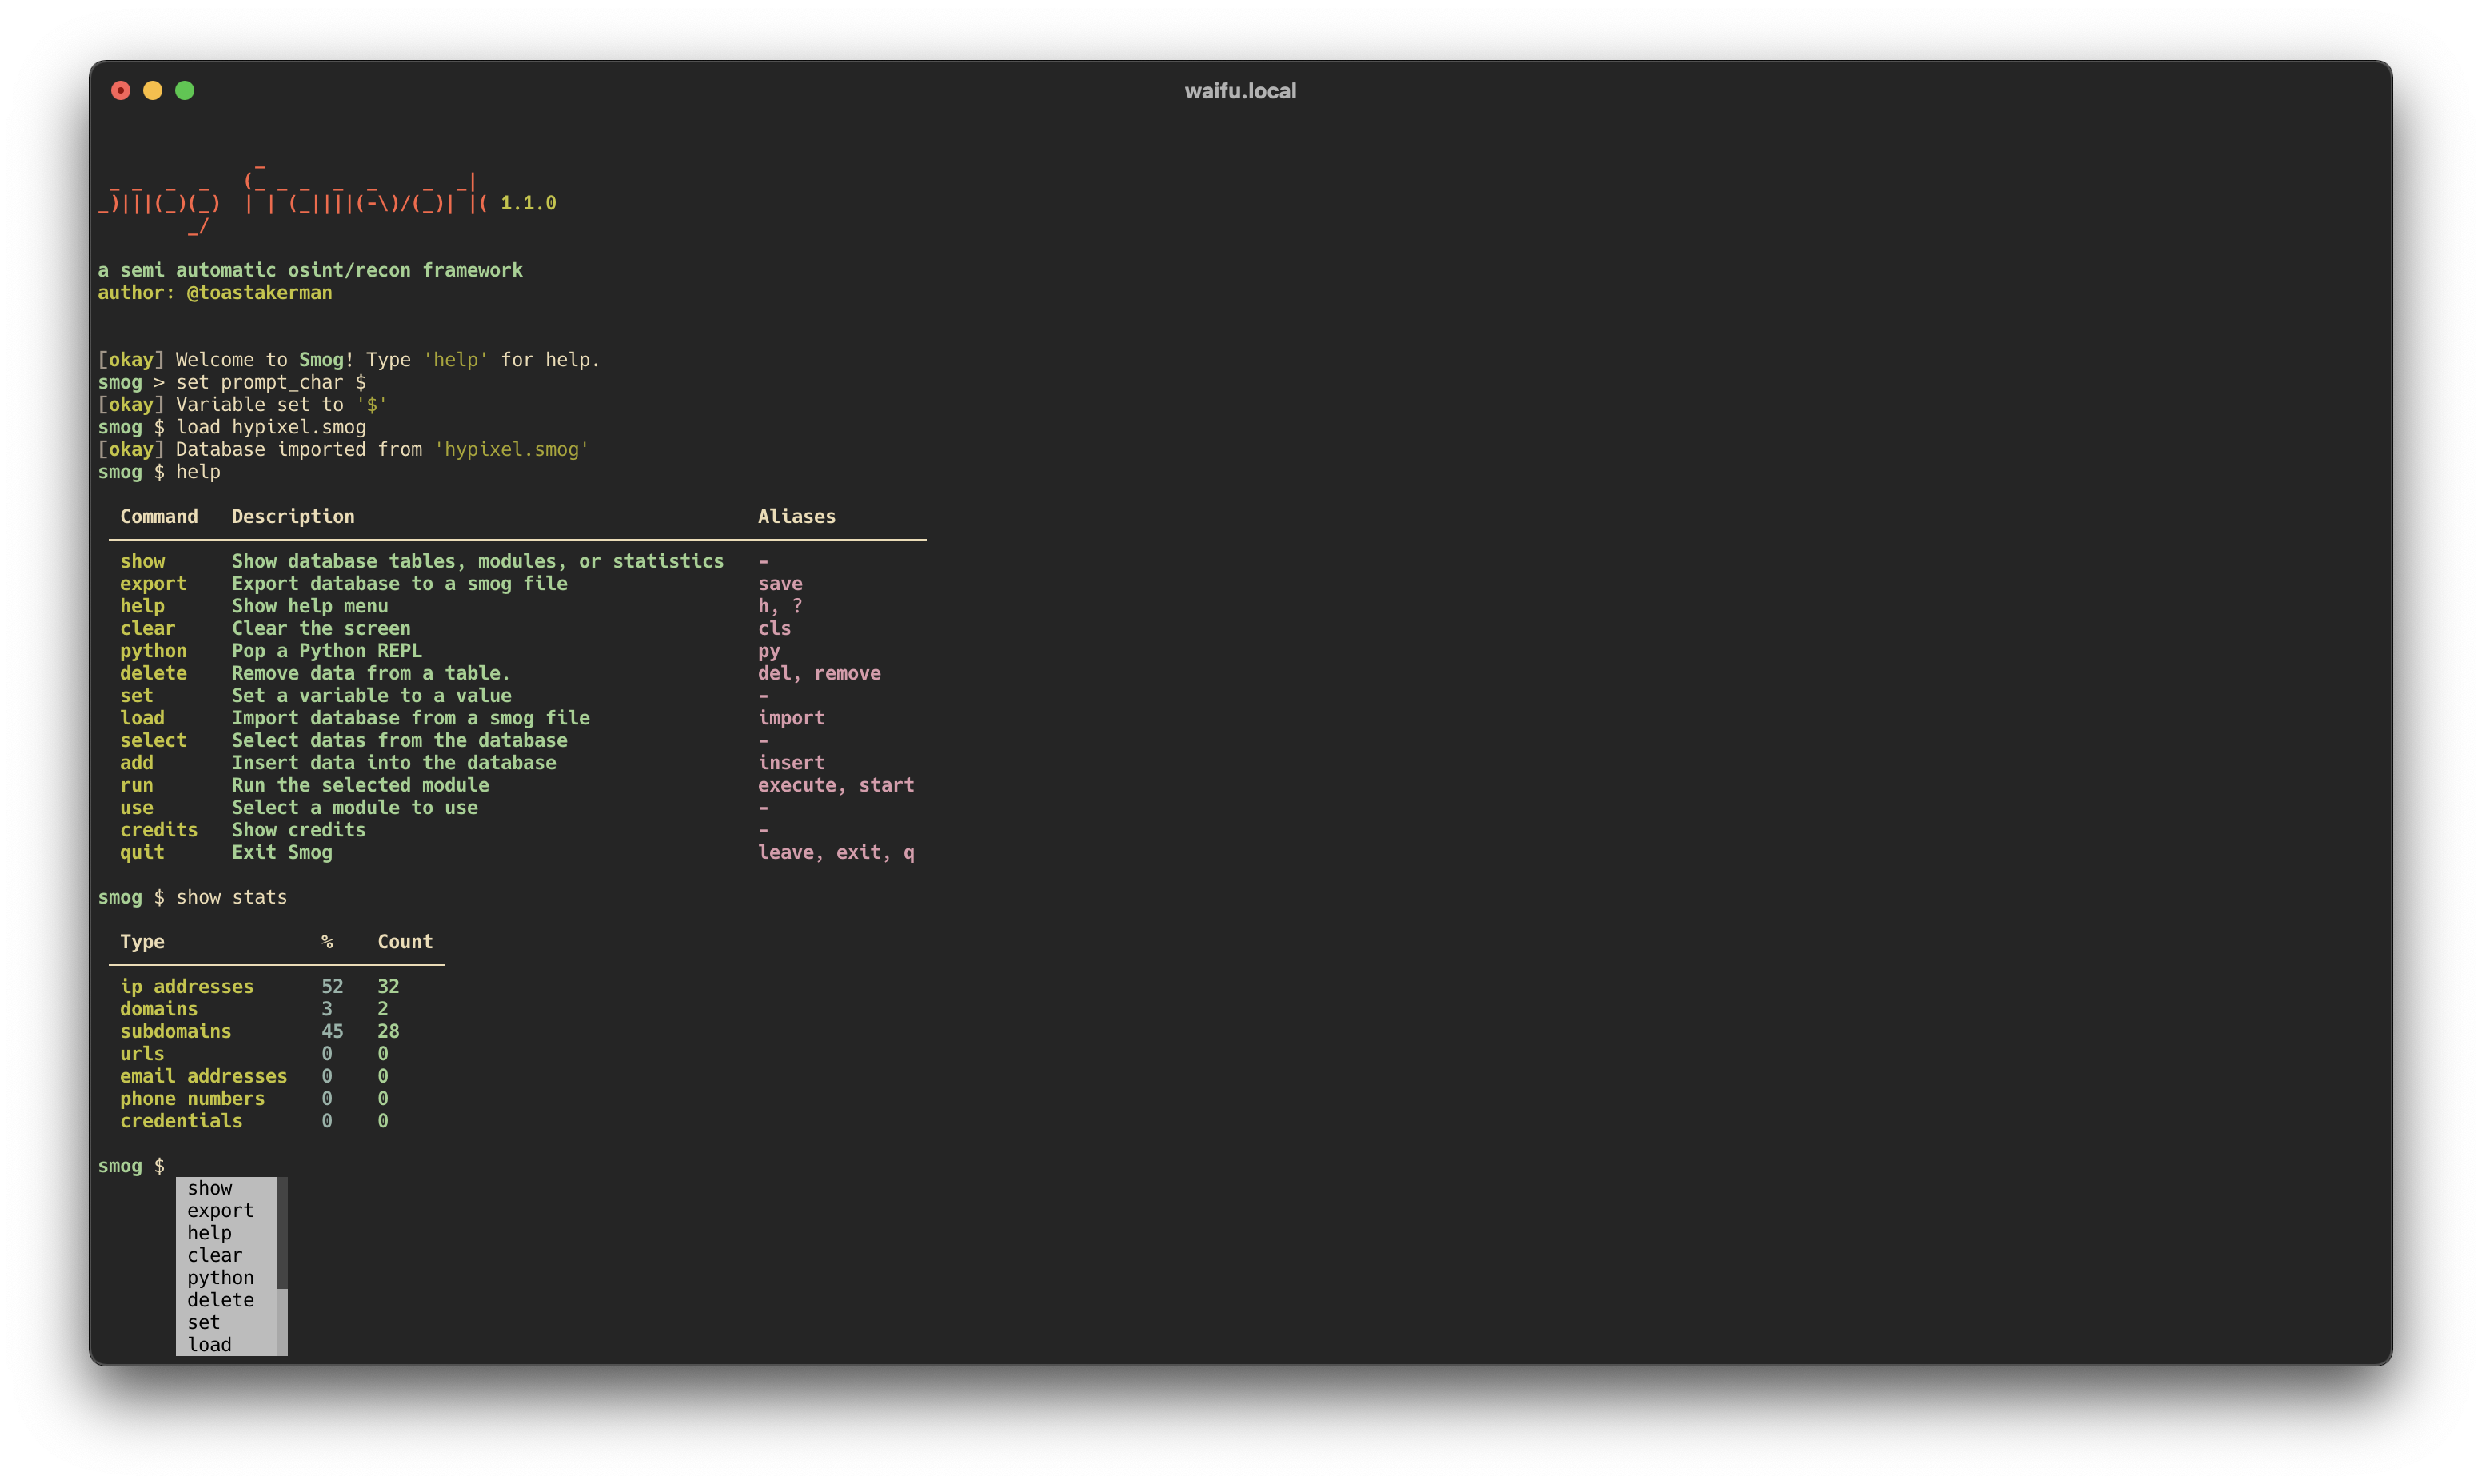 waifu.local
              _
 _ _  _  _   (_ _ _  _  _    _  _|
_)|||(_)(_)  | | (_||||(-\)/(_)| |( 1.1.0
        _/
a semi automatic osint/recon framework
author: @toastakerman
[okay] Welcome to Smog! Type 'help' for help.
smog > set prompt_char $
[okay] Variable set to '$'
smog $ load hypixel.smog
[okay] Database imported from 'hypixel.smog'
smog $ help
Command Description Aliases
show Show database tables, modules, or statistics -
export Export database to a smog file save
help Show help menu h, ?
clear Clear the screen cls
python Pop a Python REPL py
delete Remove data from a table. del, remove
set Set a variable to a value -
load Import database from a smog file import
select Select datas from the database -
add Insert data into the database insert
run Run the selected module execute, start
use Select a module to use -
credits Show credits -
quit Exit Smog leave, exit, q
smog $ show stats
Type % Count
ip addresses 52 32
domains 3 2
subdomains 45 28
urls 0 0
email addresses 0 0
phone numbers 0 0
credentials 0 0
smog $
show
export
help
clear
python
delete
set
load